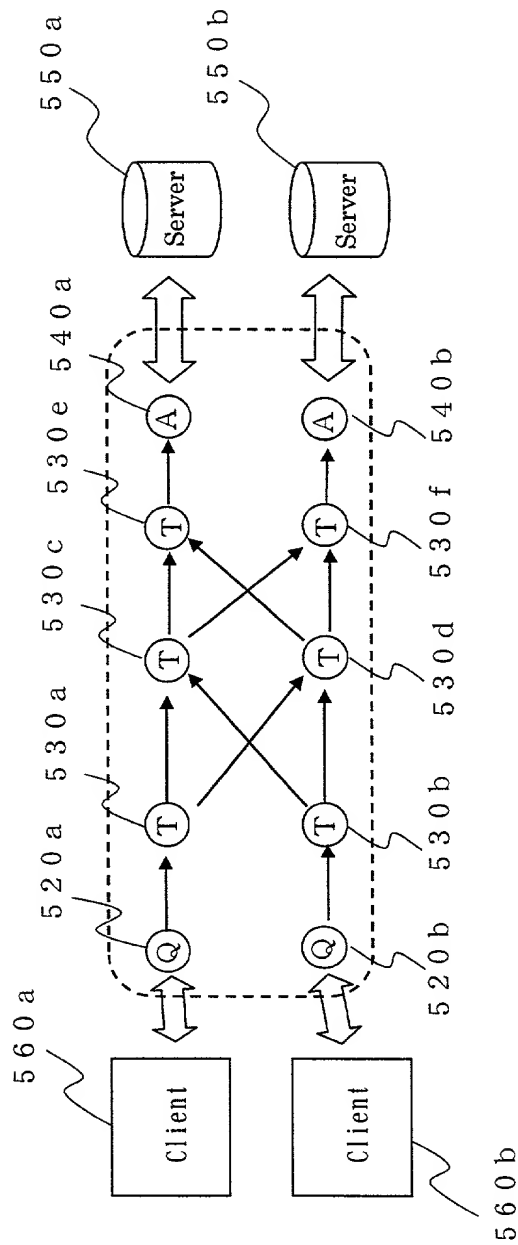 560a
520a
530a
530c
530e
540a
550a
Client
Q
T
T
T
A
Server
Client
Q
T
T
T
A
Server
560b
520b
530b
530d
530f
540b
550b